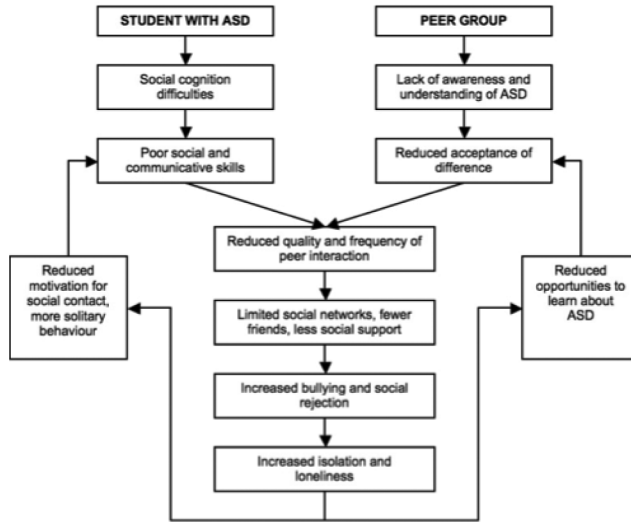 STUDENT WITH ASD
PEER GROUP
Social cognition
difficulties
Lack of awareness and
understanding of ASD
Poor social and
communicative skills
Reduced acceptance of
difference
Reduced quality and frequency of
peer interaction
Reduced
motivation for
social contact,
more solitary
behaviour
Reduced
opportunities to
learn about
ASD
Limited social networks, fewer
friends, less social support
Increased bullying and social
rejection
Increased isolation and
loneliness